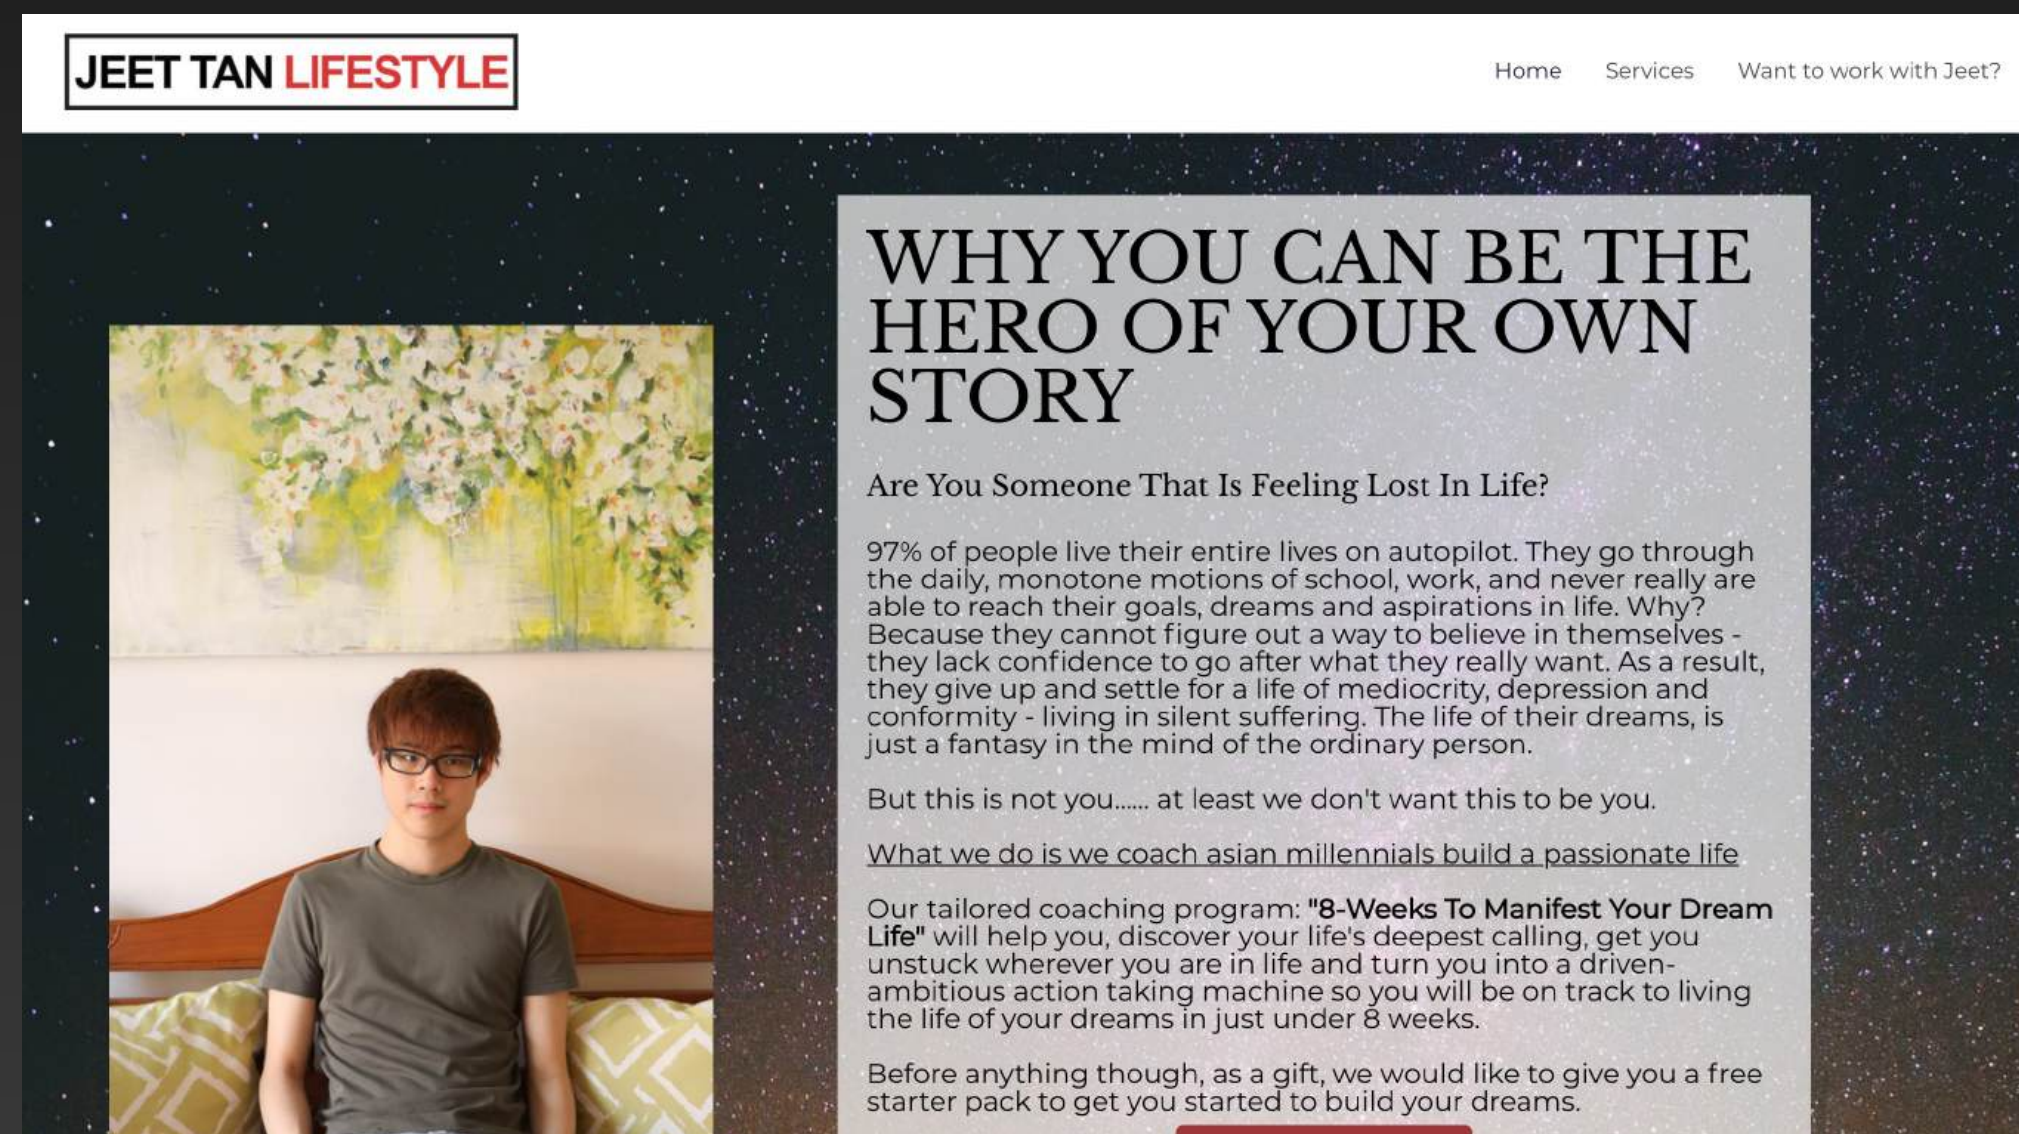 JEET TAN LIFESTYLE
Home
Services
Want to work with Jeet?
WHY YOU CAN BE THE
HERO OF YOUR OWN
STORY
Are You Someone That Is Feeling Lost In Life?
97% of people live their entire lives on autopilot. They go through
the daily, monotone motions of school, work, and never really are
able to reach their goals, dreams and aspirations in life. Why?
Because they cannot figure out a way to believe in themselves -
they lack confidence to go after what they really want. As a result,
they give up and settle for a life of mediocrity, depression and
conformity - living in silent suffering. The life of their dreams, is
just a fantasy in the mind of the ordinary person.
But this is not you...... at least we don't want this to be you.
What we do is we coach asian millennials build a passionate life
Our tailored coaching program: "8-Weeks To Manifest Your Dream
Life" will help you, discover your life's deepest calling, get you
unstuck wherever you are in life and turn you into a driven-
ambitious action taking machine so you will be on track to living
the life of your dreams in just under 8 weeks.
Before anything though, as a gift, we would like to give you a free
starter pack to get you started to build your dreams.